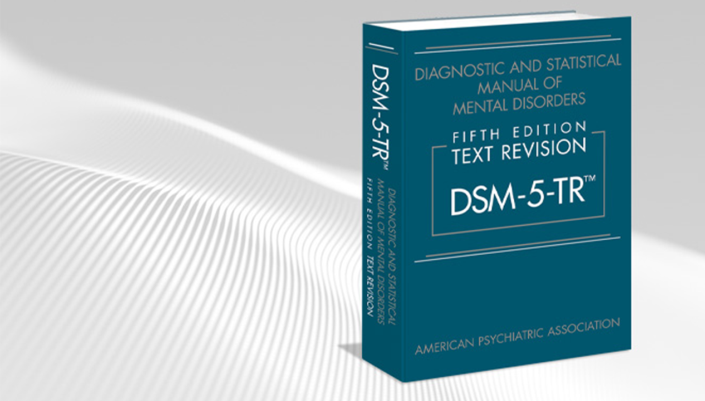 DSM-5-TR™
DIAGNOSTIC AND STATISTICAL
MANUAL OF MENTAL DISORDERS
FIFTH EDITION TEXT REVISION
DIAGNOSTIC AND STATISTICAL
MANUAL OF
MENTAL DISORDERS
FIFTH EDITION
TEXT REVISION
DSM-5-TR™
AMERICAN PSYCHIATRIC ASSOCIATION